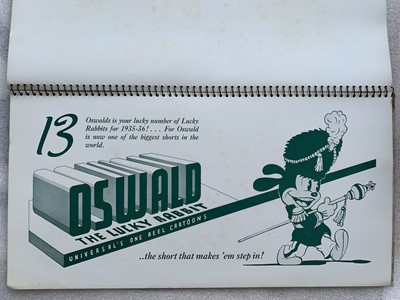 13
Oswalds is your lucky number of Lucky
Rabbits for 1935-36! . . . For Oswald
is now one of the biggest shorts in the
world.
OSWALD
THE LUCKY RABBIT
UNIVERSAL'S ONE REEL CARTOONS
..the short that makes 'em step in!